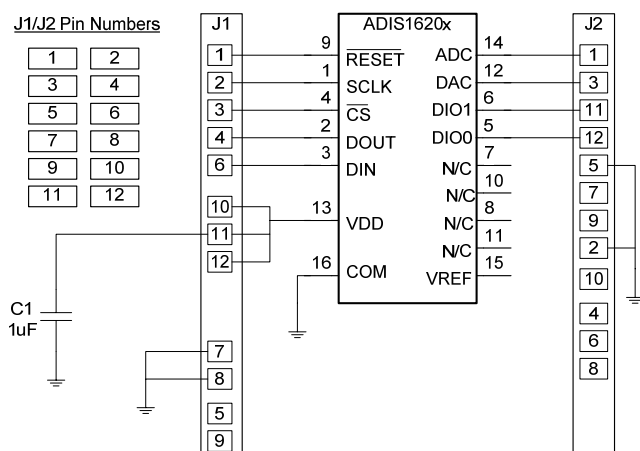 J1/J2 Pin Numbers
1 2
3 4
5 6
7 8
9 10
11 12
C1
1uF
J1
1
2
3
4
6
10
11
12
7
8
5
9
ADIS1620x
9 RESET
1 SCLK
4 CS
2 DOUT
3 DIN
13 VDD
16 COM
ADC 14
DAC 12
DIO1 6
DIO0 5
N/C 7
N/C 10
N/C 8
N/C 11
VREF 15
J2
1
3
11
12
5
7
9
2
10
4
6
8